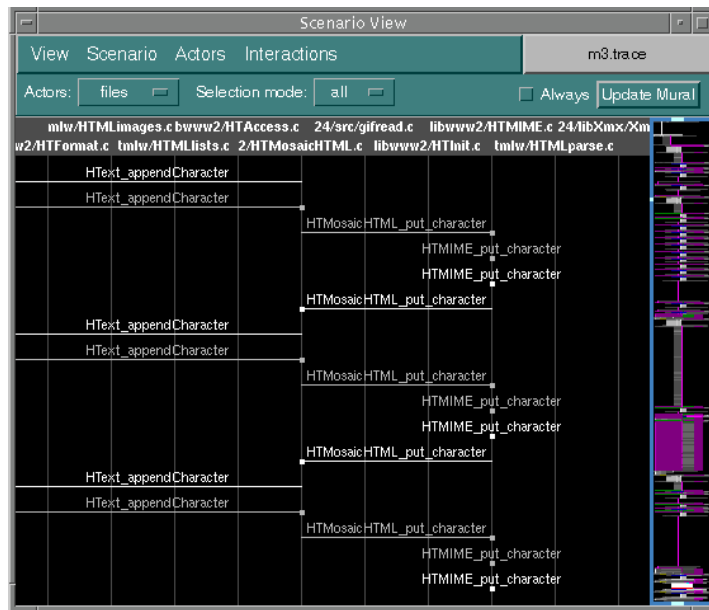 Scenario View
View Scenario Actors Interactions m3.trace
Actors: files Selection mode: all Always Update Mural
mlw/HTMLimages.c bwww2/HTAccess.c 24/src/gifread.c libwww2/HTMIME.c 24/libXmx/Xm
w2/HTFormat.c tmlw/HTMLlists.c 2/HTMosaicHTML.c libwww2/HTInit.c tmlw/HTMLparse.c
HText_appendCharacter
HText_appendCharacter
HTMosaicHTML_put_character
HTMIME_put_character
HTMIME_put_character
HTMosaicHTML_put_character
HText_appendCharacter
HText_appendCharacter
HTMosaicHTML_put_character
HTMIME_put_character
HTMIME_put_character
HTMosaicHTML_put_character
HText_appendCharacter
HText_appendCharacter
HTMosaicHTML_put_character
HTMIME_put_character
HTMIME_put_character